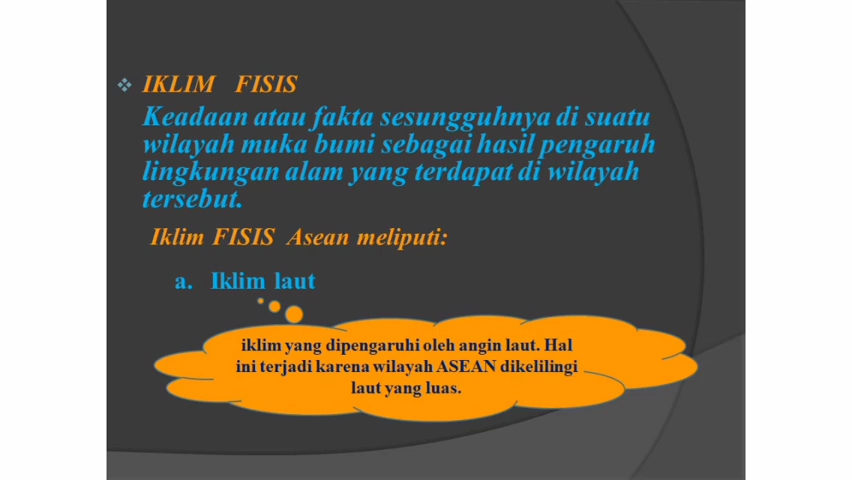 IKLIM FISIS
Keadaan atau fakta sesungguhnya di suatu
wilayah muka bumi sebagai hasil pengaruh
lingkungan alam yang terdapat di wilayah
tersebut.
Iklim FISIS Asean meliputi:
a. Iklim laut
iklim yang dipengaruhi oleh angin laut. Hal
ini terjadi karena wilayah ASEAN dikelilingi
laut yang luas.